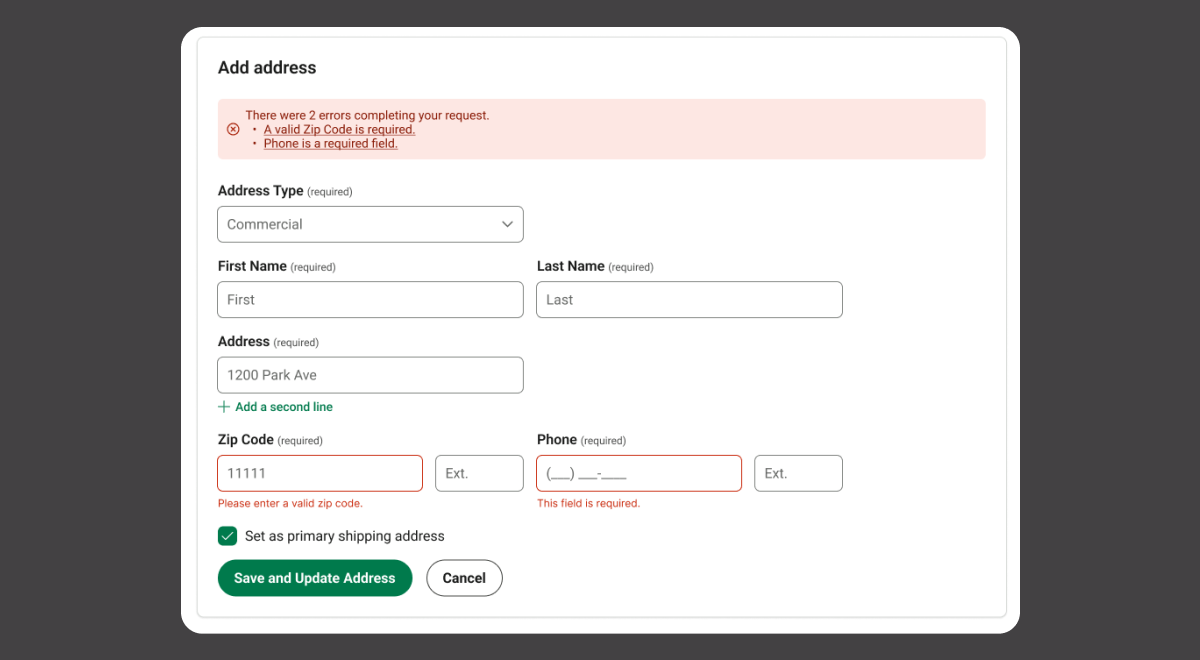 Add address
There were 2 errors completing your request.
• A valid Zip Code is required.
• Phone is a required field.
Address Type (required)
Commercial
First Name (required)
Last Name (required)
First
Last
Address (required)
1200 Park Ave
+ Add a second line
Zip Code (required)
Phone (required)
11111
Ext.
(___) ___-____
Ext.
Please enter a valid zip code.
This field is required.
Set as primary shipping address
Save and Update Address
Cancel